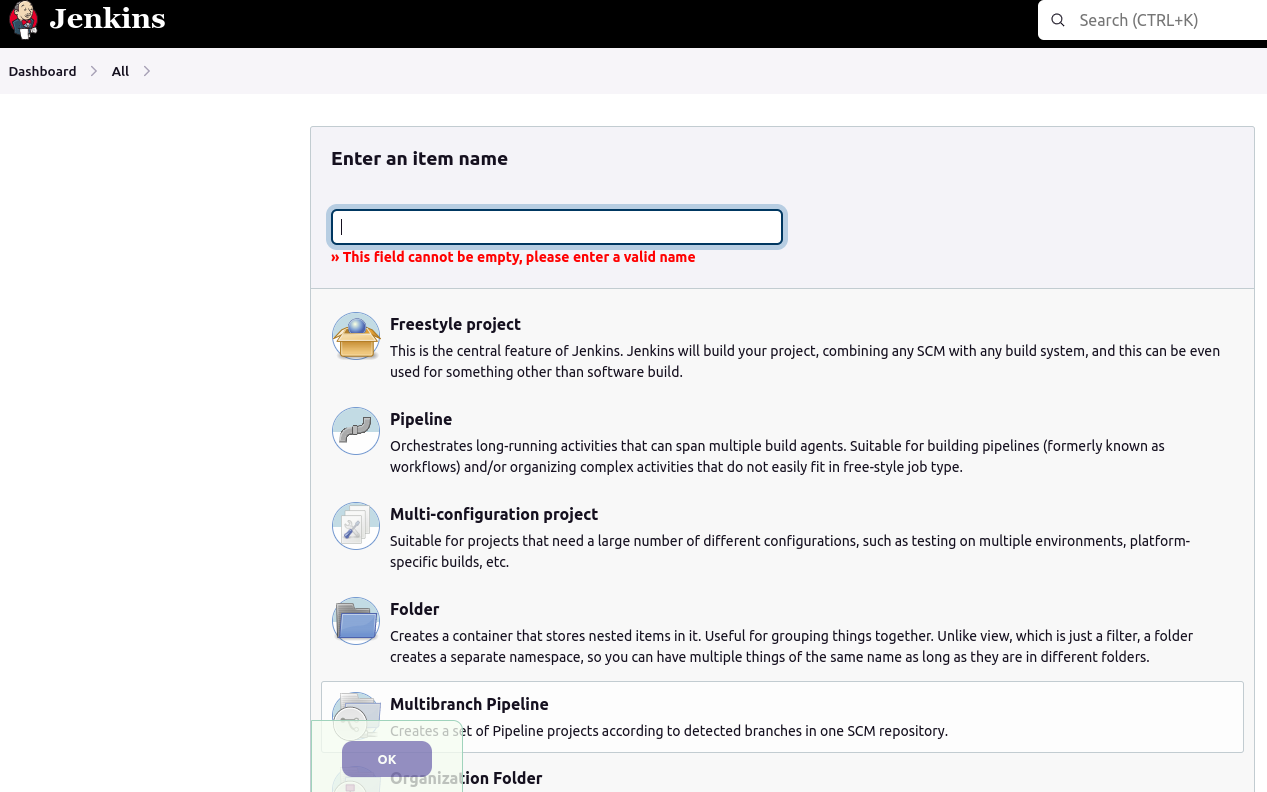 Jenkins
Search (CTRL+K)
Dashboard
All
Enter an item name
» This field cannot be empty, please enter a valid name
Freestyle project
This is the central feature of Jenkins. Jenkins will build your project, combining any SCM with any build system, and this can be even
used for something other than software build.
Pipeline
Orchestrates long-running activities that can span multiple build agents. Suitable for building pipelines (formerly known as
workflows) and/or organizing complex activities that do not easily fit in free-style job type.
Multi-configuration project
Suitable for projects that need a large number of different configurations, such as testing on multiple environments, platform-
specific builds, etc.
Folder
Creates a container that stores nested items in it. Useful for grouping things together. Unlike view, which is just a filter, a folder
creates a separate namespace, so you can have multiple things of the same name as long as they are in different folders.
Multibranch Pipeline
Creates a set of Pipeline projects according to detected branches in one SCM repository.
OK
Organization Folder